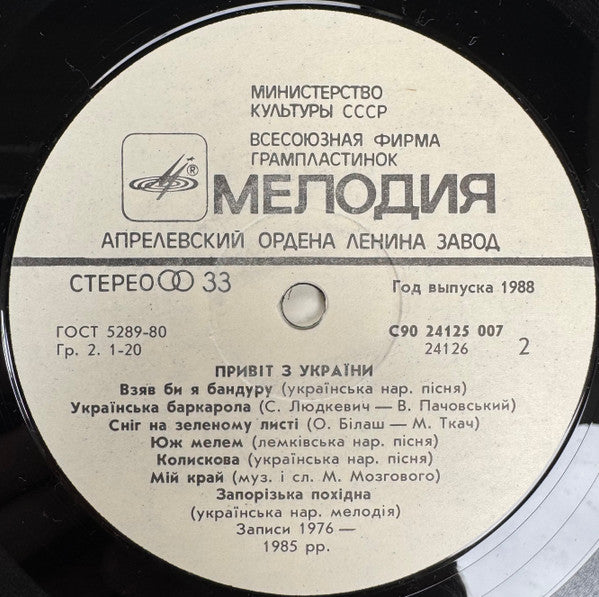 МИНИСТЕРСТВО
КУЛЬТУРЫ СССР
ВСЕСОЮЗНАЯ ФИРМА
ГРАМПЛАСТИНОК
®
МЕЛОДИЯ
АПРЕЛЕВСКИЙ ОРДЕНА ЛЕНИНА ЗАВОД
СТЕРЕО 33
Год выпуска 1988
ГОСТ 5289-80
Гр. 2. 1-20
С90 24125 007
24126 2
ПРИВІТ З УКРАЇНИ
Взяв би я бандуру (українська нар. пісня)
Українська баркарола (С. Людкевич — В. Пачовський)
Сніг на зеленому листі (О. Білаш — М. Ткач)
Юж мелем (лемківська нар. пісня)
Колискова (українська нар. пісня)
Мій край (муз. і сл. М. Мозгового)
Запорізька похідна
(українська нар. мелодія)
Записи 1976 —
1985 рр.